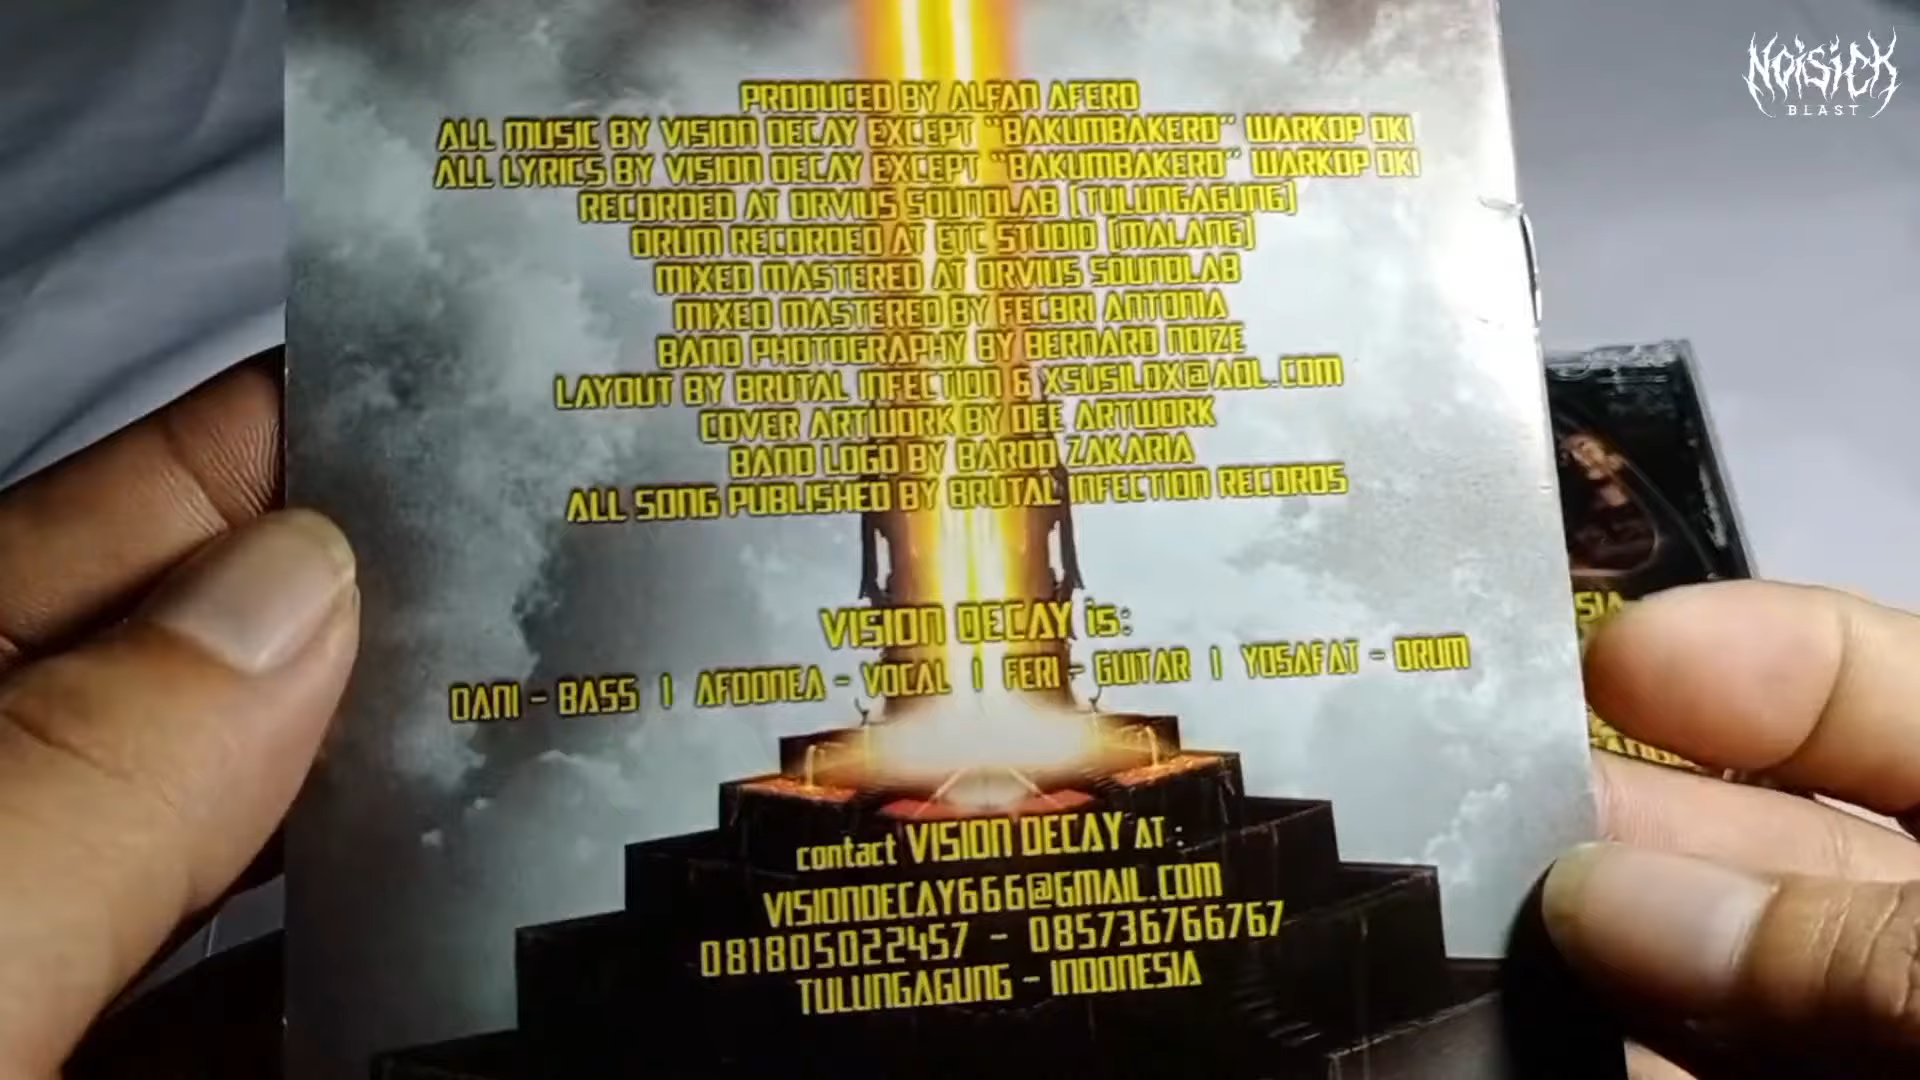 NOISICK
BLAST
PRODUCED BY ALFAN AFERO
ALL MUSIC BY VISION DECAY EXCEPT "BAKUMBAKERO" WARKOP OKI
ALL LYRICS BY VISION DECAY EXCEPT "BAKUMBAKERO" WARKOP OKI
RECORDED AT ORVIUS SOUNDLAB (TULUNGAGUNG)
DRUM RECORDED AT ETC STUDIO (MALANG)
MIXED MASTERED AT ORVIUS SOUNDLAB
MIXED MASTERED BY FECBRI ANTONIA
BAND PHOTOGRAPHY BY BERNARD NOIZE
LAYOUT BY BRUTAL INFECTION & XSUSILOX@AOL.COM
COVER ARTWORK BY DEE ARTWORK
BAND LOGO BY BAROD ZAKARIA
ALL SONG PUBLISHED BY BRUTAL INFECTION RECORDS
VISION DECAY is:
DANI - BASS | AFODNEA - VOCAL | FERI - GUITAR | YOSAFAT - DRUM
contact VISION DECAY AT :
VISIONDECAY666@GMAIL.COM
081805022457 - 085736766767
TULUNGAGUNG - INDONESIA